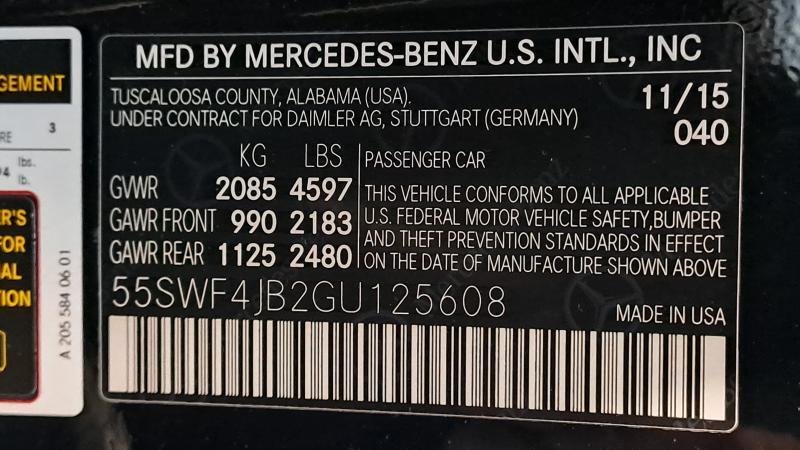 GEMENT
3
lbs.
lb.
A 205 584 06 01
MFD BY MERCEDES-BENZ U.S. INTL., INC
TUSCALOOSA COUNTY, ALABAMA (USA).
UNDER CONTRACT FOR DAIMLER AG, STUTTGART (GERMANY)
11/15
040
KG LBS
GVWR 2085 4597
GAWR FRONT 990 2183
GAWR REAR 1125 2480
PASSENGER CAR
THIS VEHICLE CONFORMS TO ALL APPLICABLE
U.S. FEDERAL MOTOR VEHICLE SAFETY,BUMPER
AND THEFT PREVENTION STANDARDS IN EFFECT
ON THE DATE OF MANUFACTURE SHOWN ABOVE
55SWF4JB2GU125608
MADE IN USA